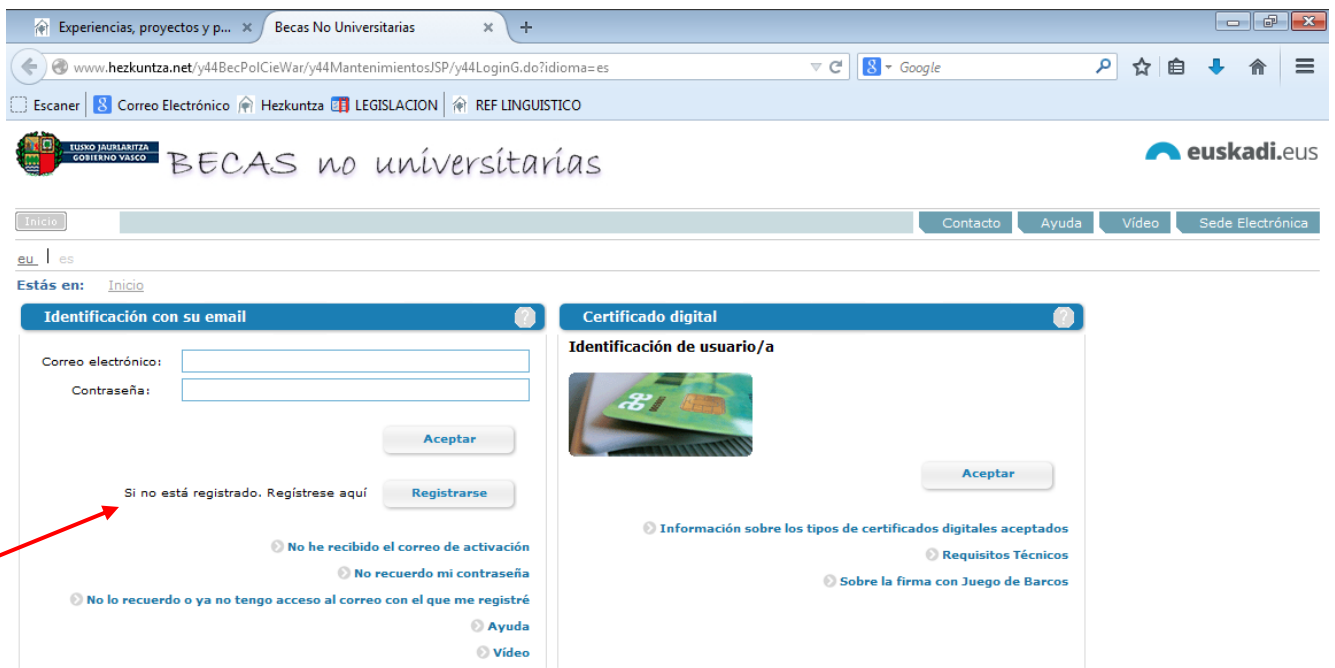 Experiencias, proyectos y p...
Becas No Universitarias
www.hezkuntza.net/y44BecPolCieWar/y44MantenimientosJSP/y44LoginG.do?idioma=es
Google
Escaner
Correo Electrónico
Hezkuntza
LEGISLACION
REF LINGUISTICO
EUSKO JAURLARITZA
GOBIERNO VASCO
BECAS no universitarias
euskadi.eus
Inicio
Contacto
Ayuda
Vídeo
Sede Electrónica
eu | es
Estás en: Inicio
Identificación con su email
Correo electrónico:
Contraseña:
Aceptar
Si no está registrado. Regístrese aquí
Registrarse
No he recibido el correo de activación
No recuerdo mi contraseña
No lo recuerdo o ya no tengo acceso al correo con el que me registré
Ayuda
Vídeo
Certificado digital
Identificación de usuario/a
Aceptar
Información sobre los tipos de certificados digitales aceptados
Requisitos Técnicos
Sobre la firma con Juego de Barcos